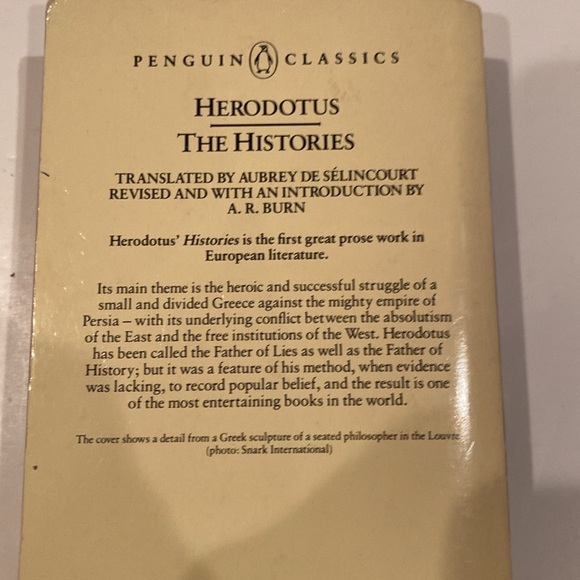 PENGUIN CLASSICS
HERODOTUS
THE HISTORIES
TRANSLATED BY AUBREY DE SÉLINCOURT
REVISED AND WITH AN INTRODUCTION BY
A. R. BURN
Herodotus' Histories is the first great prose work in
European literature.
Its main theme is the heroic and successful struggle of a
small and divided Greece against the mighty empire of
Persia – with its underlying conflict between the absolutism
of the East and the free institutions of the West. Herodotus
has been called the Father of Lies as well as the Father of
History; but it was a feature of his method, when evidence
was lacking, to record popular belief, and the result is one
of the most entertaining books in the world.
The cover shows a detail from a Greek sculpture of a seated philosopher in the Louvre
(photo: Snark International)